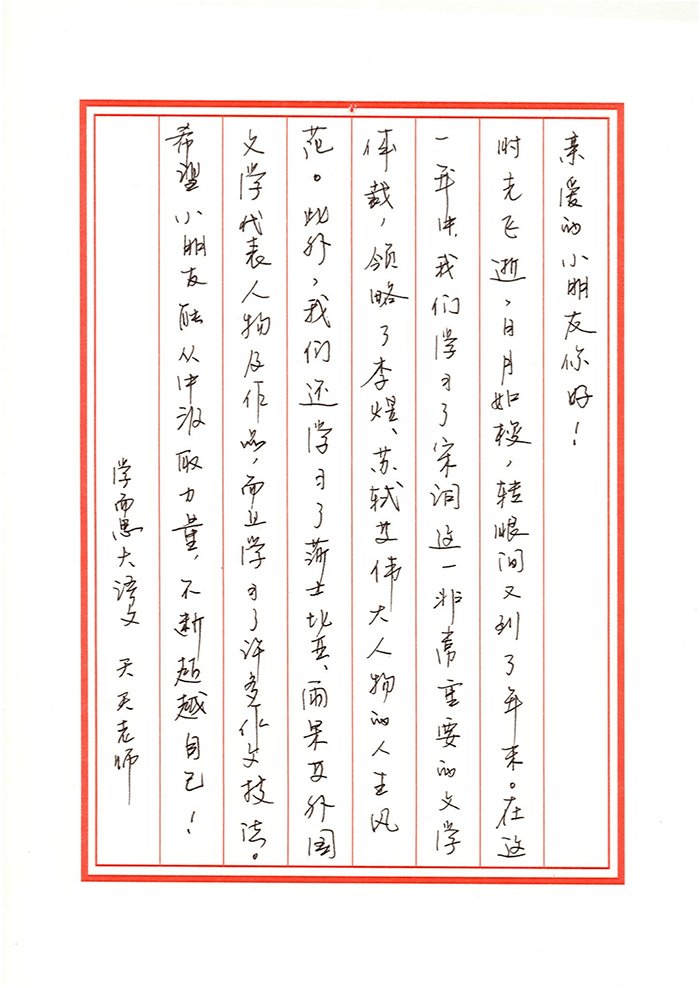 亲爱的小朋友你好！
时光飞逝，日月如梭，转眼间又到了年末。在这
一年中，我们学习了宋词这一非常重要的文学
体裁，领略了李煜、苏轼等伟大人物的人生风
范。此外，我们还学习了莎士比亚、雨果等外国
文学代表人物及作品，而且学习了许多作文技法。
希望小朋友能从中汲取力量，不断超越自己！
学而思大语文 天天老师